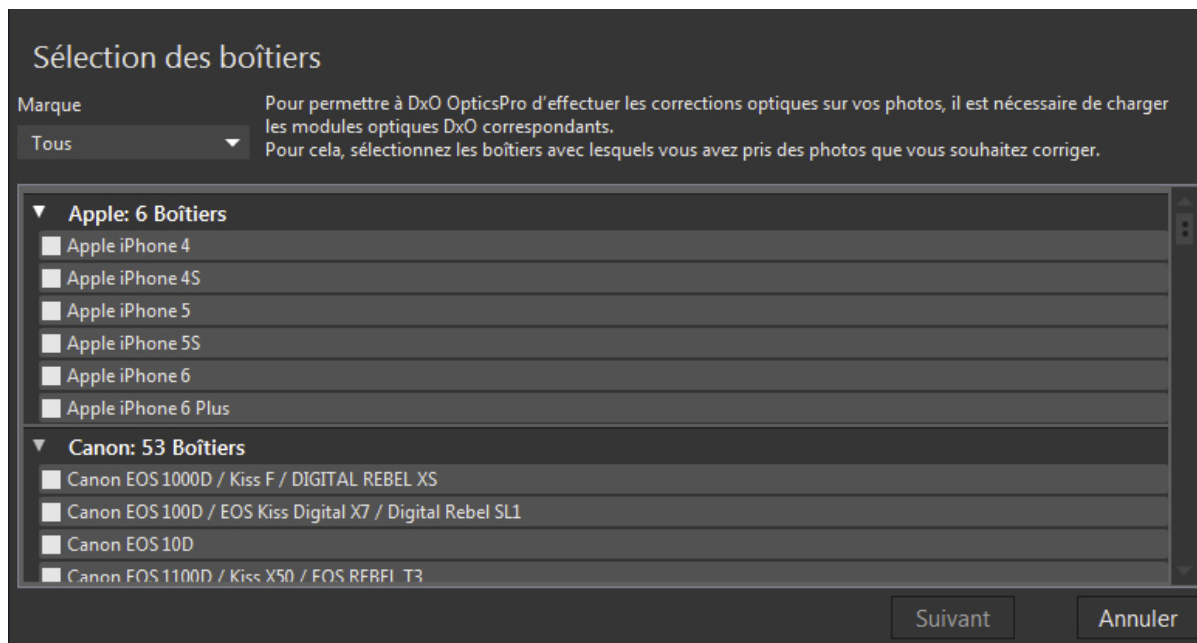 Sélection des boîtiers
Marque
Tous
Pour permettre à DxO OpticsPro d'effectuer les corrections optiques sur vos photos, il est nécessaire de charger
les modules optiques DxO correspondants.
Pour cela, sélectionnez les boîtiers avec lesquels vous avez pris des photos que vous souhaitez corriger.
Apple: 6 Boîtiers
Apple iPhone 4
Apple iPhone 4S
Apple iPhone 5
Apple iPhone 5S
Apple iPhone 6
Apple iPhone 6 Plus
Canon: 53 Boîtiers
Canon EOS 1000D / Kiss F / DIGITAL REBEL XS
Canon EOS 100D / EOS Kiss Digital X7 / Digital Rebel SL1
Canon EOS 10D
Canon EOS 1100D / Kiss X50 / EOS REBEL T3
Suivant
Annuler